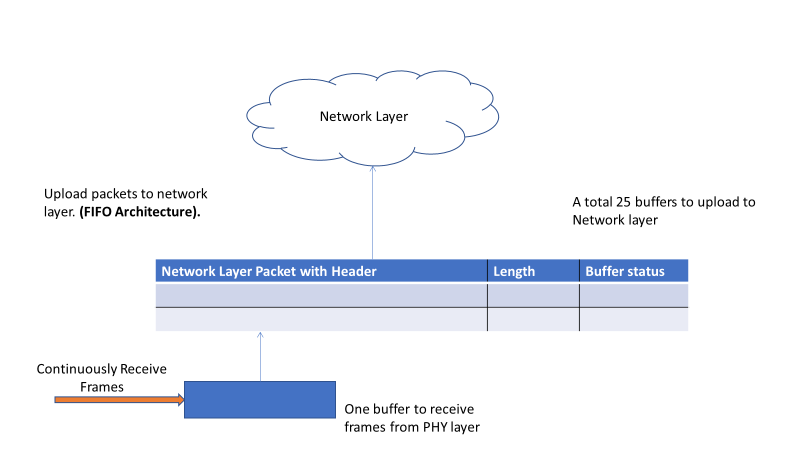 Network Layer
Upload packets to network
layer. (FIFO Architecture).
A total 25 buffers to upload to
Network layer
Network Layer Packet with Header
Length
Buffer status
Continuously Receive
Frames
One buffer to receive
frames from PHY layer